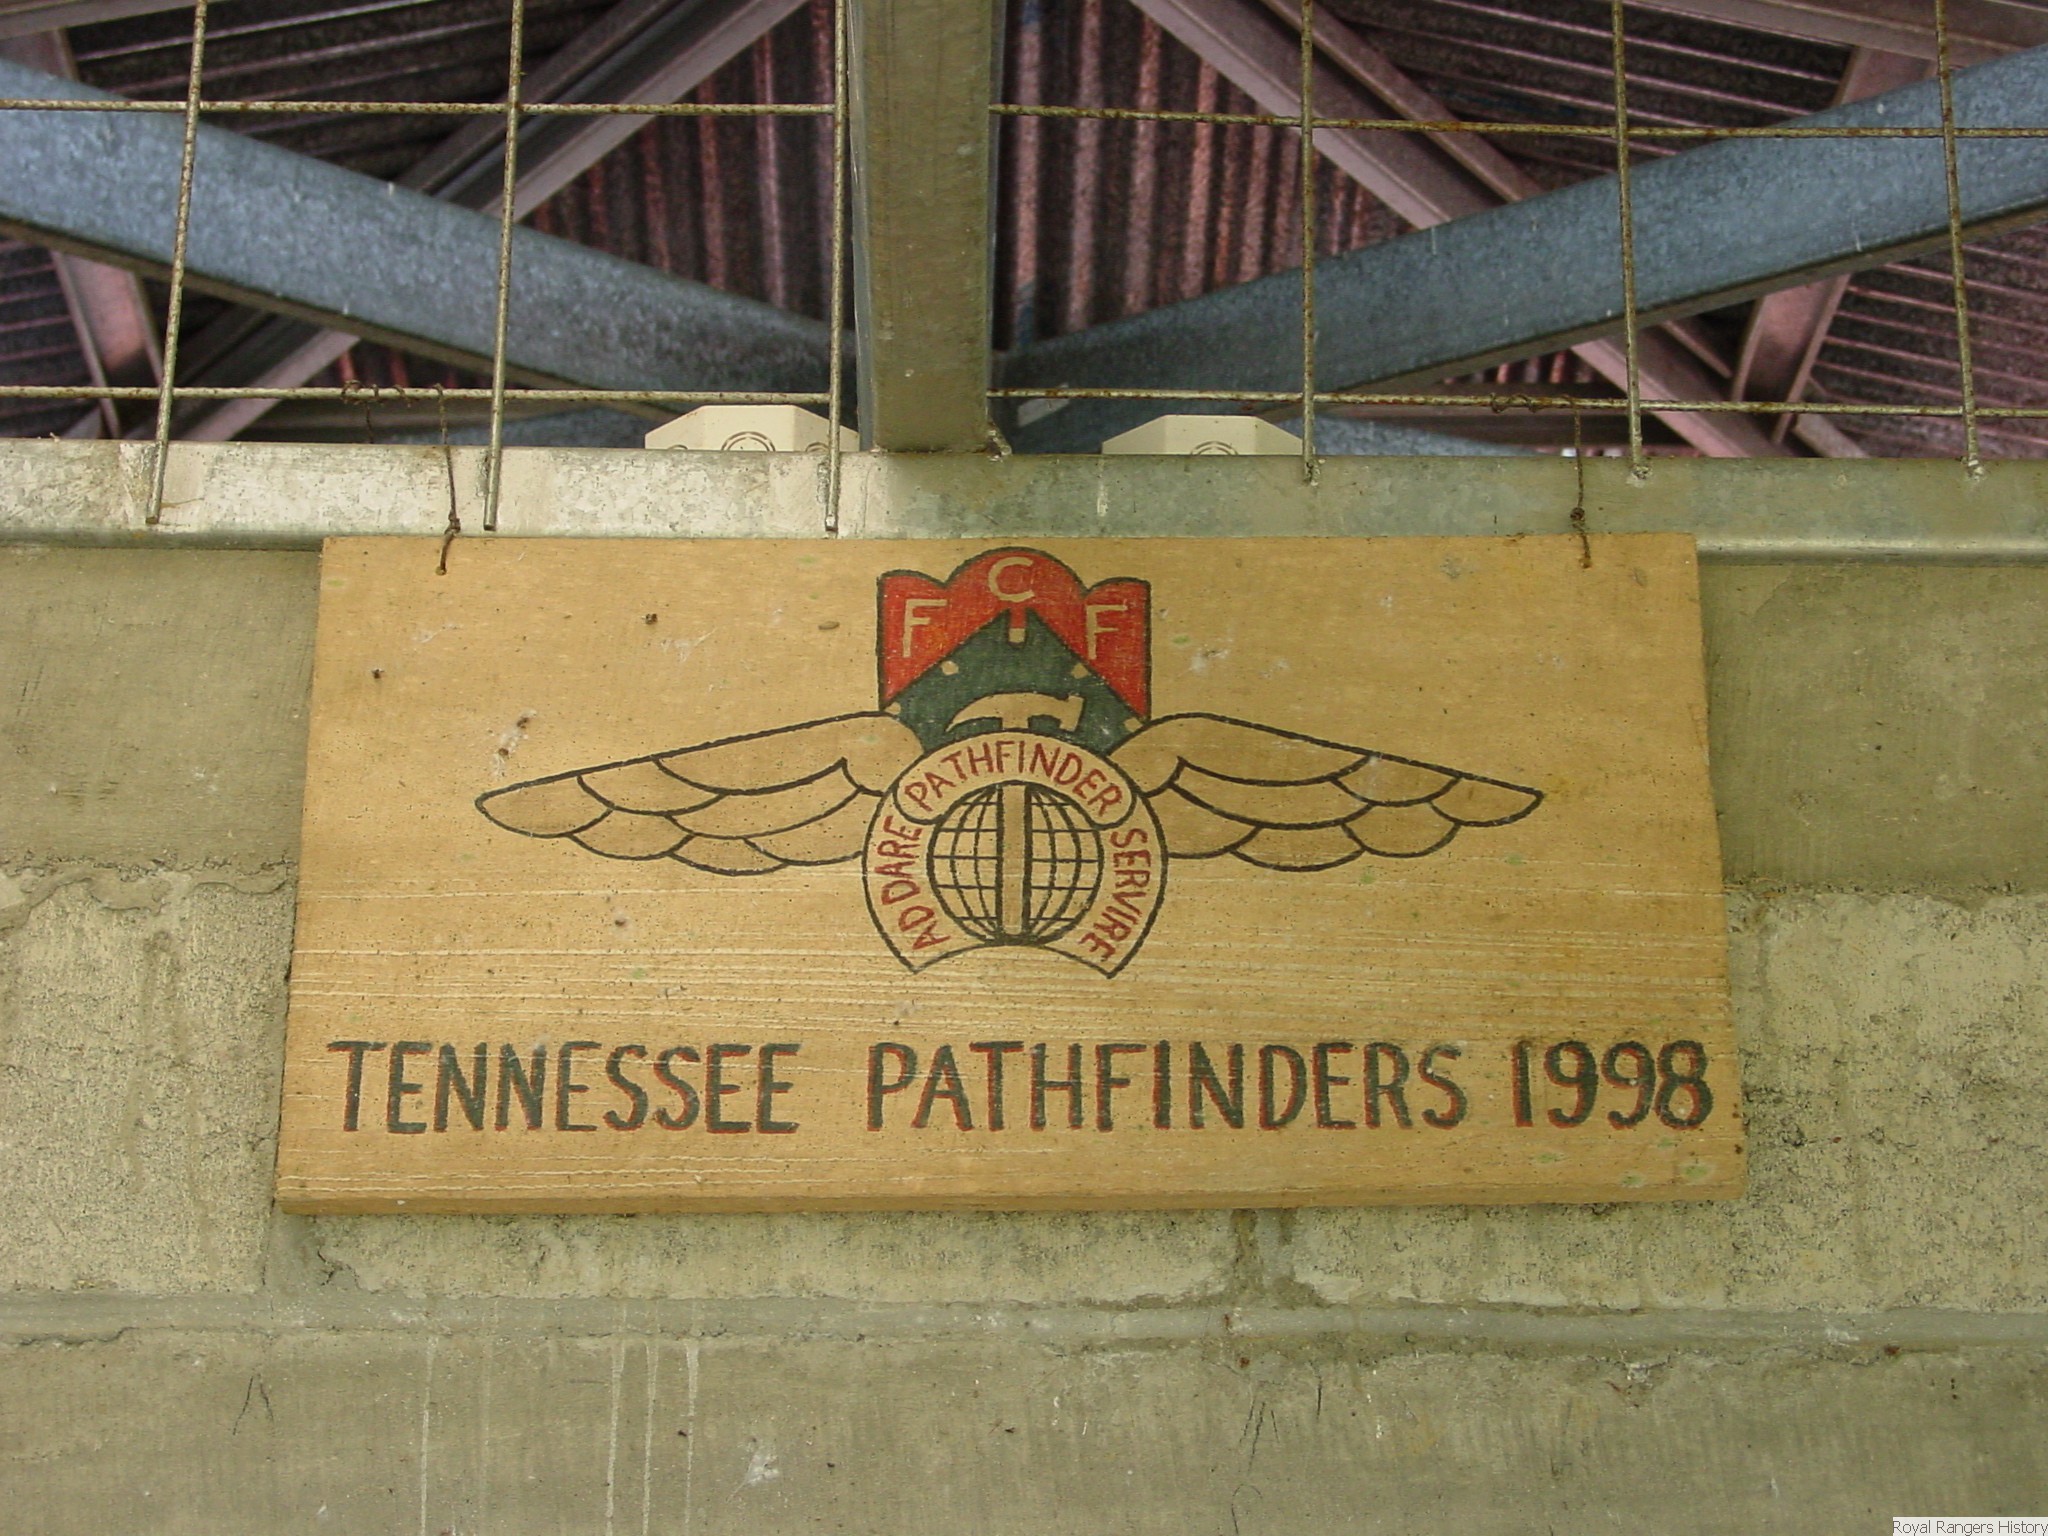 F C F
PATHFINDER
AD DARE SERVIRE
TENNESSEE PATHFINDERS 1998
Royal Rangers History